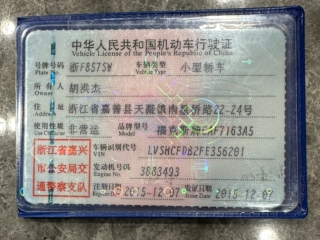 中华人民共和国机动车行驶证
Vehicle License of the People's Republic of China
号牌号码 浙F857SW 车辆类型 小型轿车
Plate No. Vehicle Type
所有人 胡洪杰
Owner
住址 浙江省嘉善县天凝镇南星桥路22-24号
Address
使用性质 非营运 品牌型号 福克斯牌CAF7163A5
Use Character Model
浙江省嘉兴 车辆识别代号 LVSHCFDB2FE356201
VIN
市公安局交 发动机号码 3883493
Engine No.
通警察支队 注册日期 2015-12-07 发证日期 2015-12-07
Register Date Issue Date